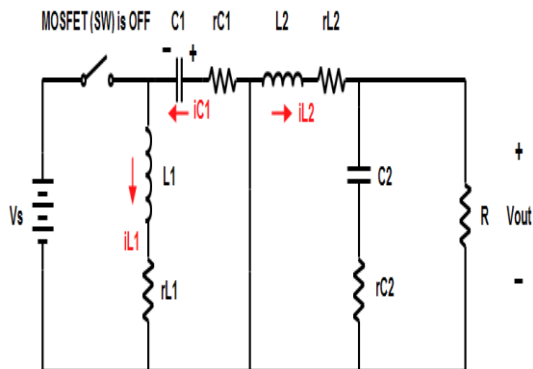 MOSFET (SW) is OFF C1 rC1 L2 rL2
- +
iC1 iL2
L1 C2 +
Vs R Vout
iL1
rL1 rC2 -